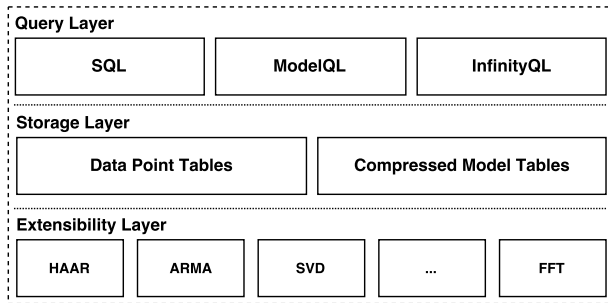 Query Layer
SQL ModelQL InfinityQL
Storage Layer
Data Point Tables Compressed Model Tables
Extensibility Layer
HAAR ARMA SVD ... FFT